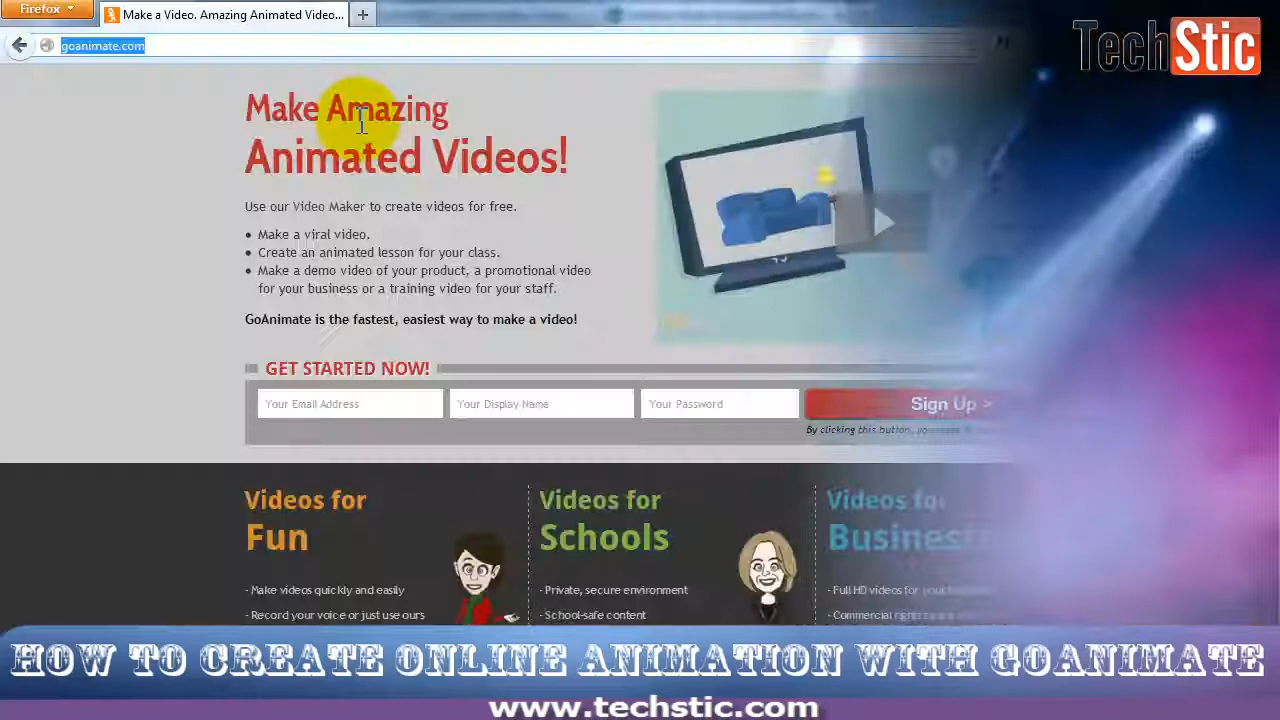 Firefox
Make a Video. Amazing Animated Video...
goanimate.com
TechStic
Make Amazing
Animated Videos!
Use our Video Maker to create videos for free.
• Make a viral video.
• Create an animated lesson for your class.
• Make a demo video of your product, a promotional video
for your business or a training video for your staff.
GoAnimate is the fastest, easiest way to make a video!
GET STARTED NOW!
Your Email Address
Your Display Name
Your Password
Sign Up >
By clicking this button,
Videos for
Fun
- Make videos quickly and easily
- Record your voice or just use ours
Videos for
Schools
- Private, secure environment
- School-safe content
Videos for
Business
- Full HD videos for your
- Commercial rights
HOW TO CREATE ONLINE ANIMATION WITH GOANIMATE
www.techstic.com